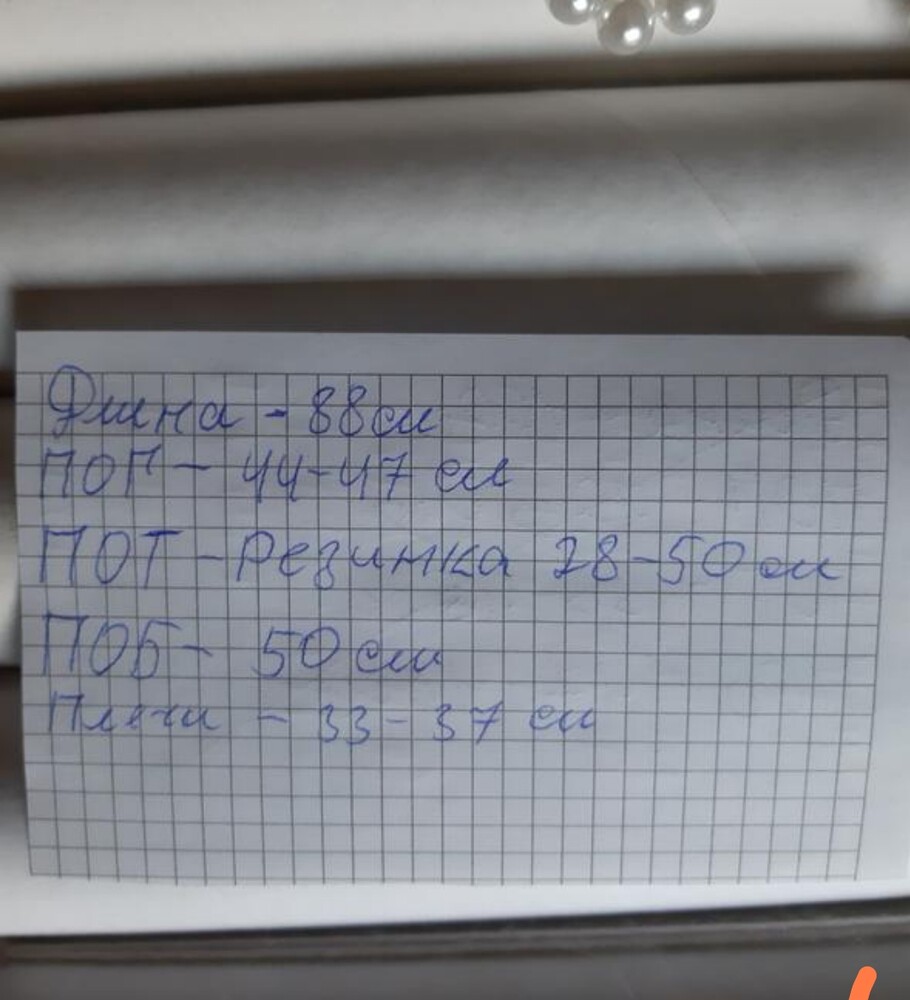 Длина - 88см
ПОГ - 44-47 см
ПОТ - Резинка 28-50 см
ПОБ - 50 см
Плечи - 33-37 см